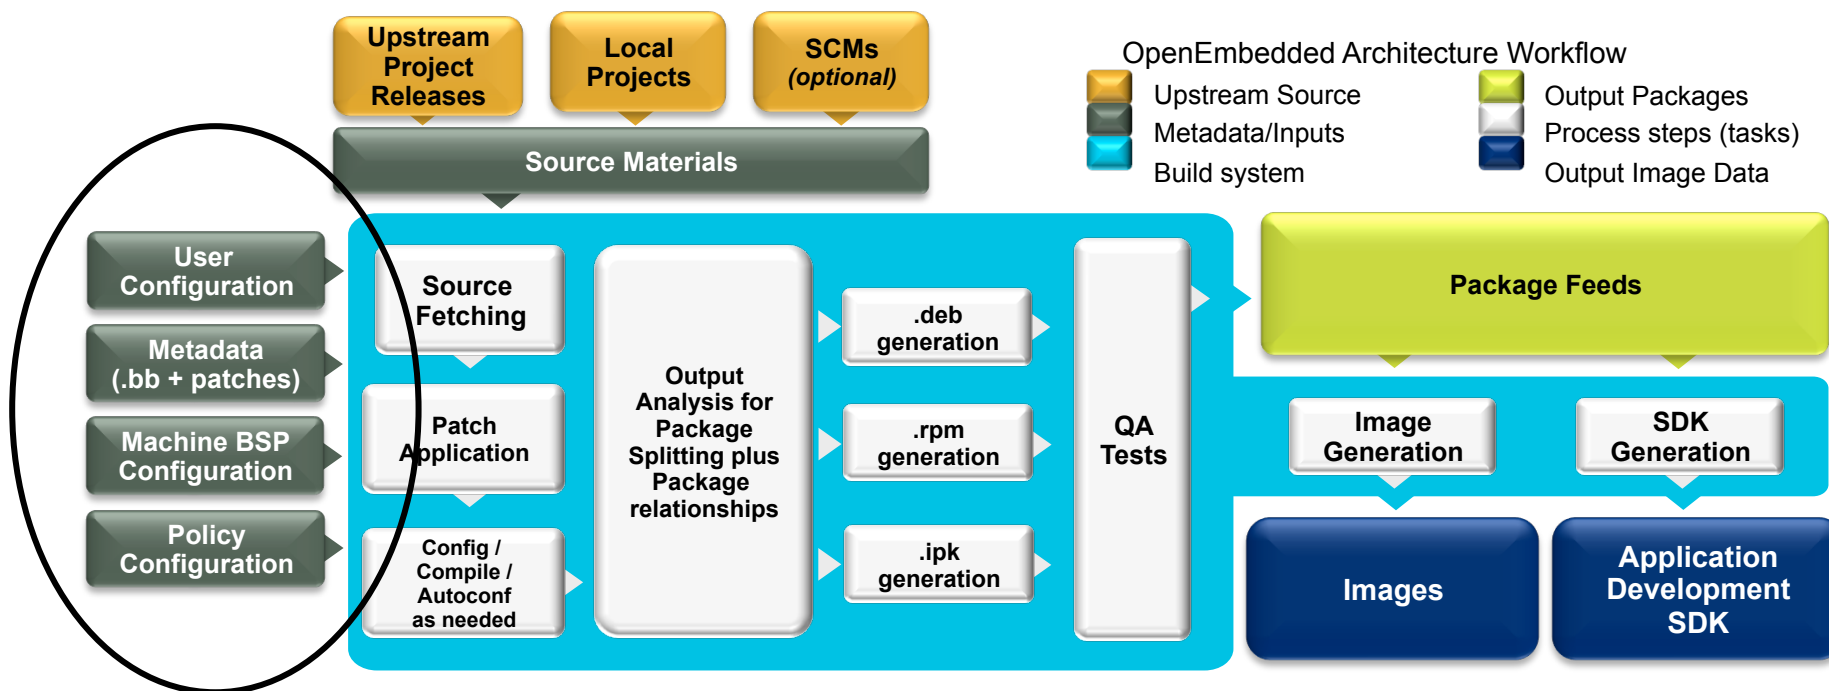 Upstream
Project
Releases
Local
Projects
SCMs
(optional)
OpenEmbedded Architecture Workflow
Upstream Source
Metadata/Inputs
Build system
Output Packages
Process steps (tasks)
Output Image Data
Source Materials
User
Configuration
Metadata
(.bb + patches)
Machine BSP
Configuration
Policy
Configuration
Source
Fetching
Patch
Application
Config /
Compile /
Autoconf
as needed
Output
Analysis for
Package
Splitting plus
Package
relationships
.deb
generation
.rpm
generation
.ipk
generation
QA
Tests
Package Feeds
Image
Generation
SDK
Generation
Images
Application
Development
SDK